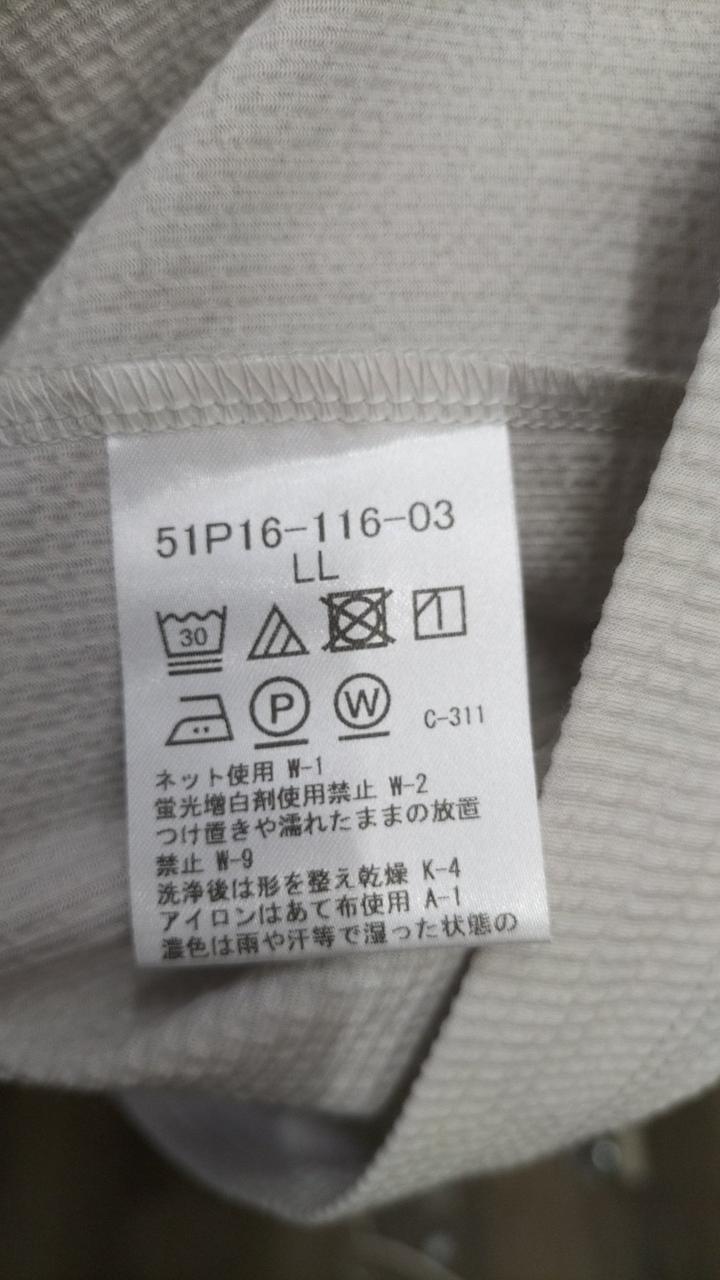 51P16-116-03
LL
30
P W C-311
ネット使用 W-1
蛍光増白剤使用禁止 W-2
つけ置きや濡れたままの放置
禁止 W-9
洗浄後は形を整え乾燥 K-4
アイロンはあて布使用 A-1
濃色は雨や汗等で湿った状態の